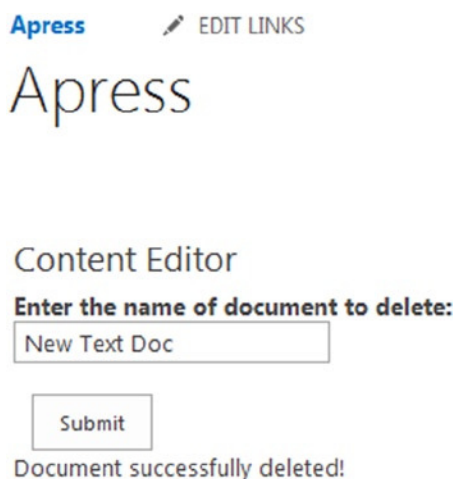 Apress EDIT LINKS
Apress
Content Editor
Enter the name of document to delete:
New Text Doc
Submit
Document successfully deleted!